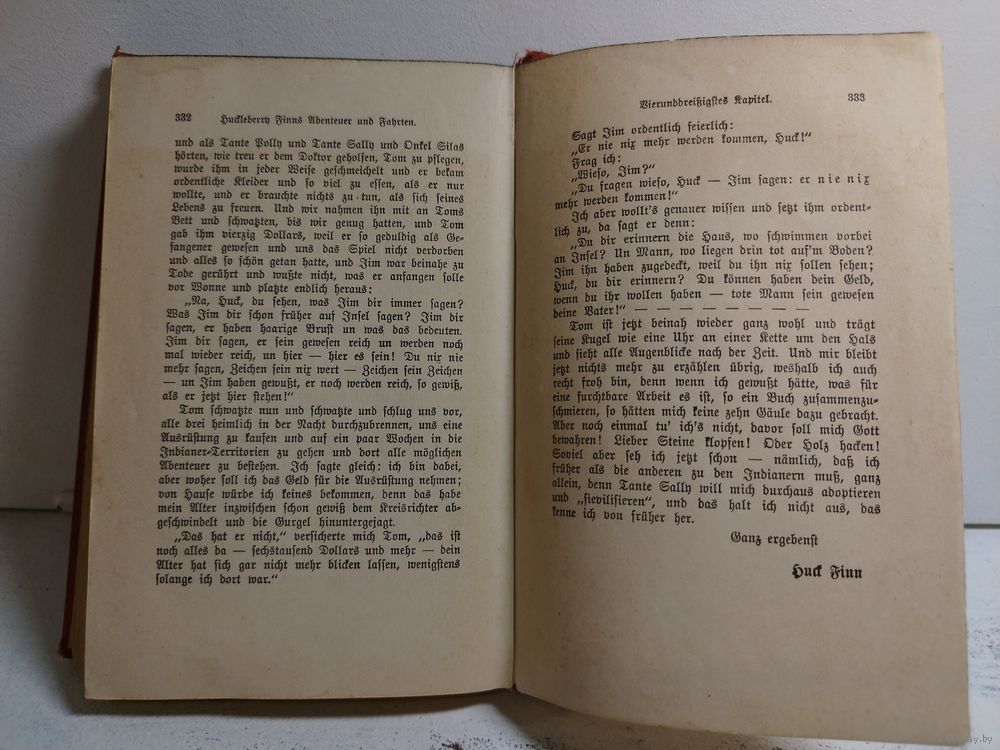 332
Huckleberry Finns Abenteuer und Fahrten.
und als Tante Polly und Tante Sally und Onkel Silas
hörten, wie treu er dem Doktor geholfen, Tom zu pflegen,
wurde ihm in jeder Weise geschmeichelt und er bekam
ordentliche Kleider und so viel zu essen, als er nur
wollte, und er brauchte nichts zu tun, als sich seines
Lebens zu freuen. Und wir nahmen ihn mit an Toms
Bett und schwatzten, bis wir genug hatten, und Tom
gab ihm vierzig Dollars, weil er so geduldig als Ge-
fangener gewesen und uns das Spiel nicht verdorben
und alles so schön getan hatte, und Jim war beinahe zu
Tode gerührt und wußte nicht, was er anfangen solle
vor Wonne und platzte endlich heraus:
„Na, Huck, du sehen, was Jim dir immer sagen?
Was Jim dir schon früher auf Insel sagen? Jim dir
sagen, er haben haarige Brust un was das bedeuten.
Jim dir sagen, er sein gewesen reich un werden noch
mal wieder reich, un hier — hier es sein! Du nix nie
mehr sagen, Zeichen sein nix wert — Zeichen sein Zeichen
— un Jim haben gewußt, er noch werden reich, so gewiß,
als er jetzt hier stehen!“
Tom schwatzte nun und schwatzte und schlug uns vor,
alle drei heimlich in der Nacht durchzubrennen, uns eine
Ausrüstung zu kaufen und auf ein paar Wochen in die
Indianer-Territorien zu gehen und dort alle möglichen
Abenteuer zu bestehen. Ich sagte gleich: ich bin dabei,
aber woher soll ich das Geld für die Ausrüstung nehmen;
von Hause würde ich keines bekommen, denn das habe
mein Alter inzwischen schon gewiß dem Kreisrichter ab-
geschwindelt und die Gurgel hinuntergejagt.
„Das hat er nicht,“ versicherte mich Tom, „das ist
noch alles da — sechstausend Dollars und mehr — dein
Alter hat sich gar nicht mehr blicken lassen, wenigstens
solange ich dort war.“
Vierunddreißigstes Kapitel.
333
Sagt Jim ordentlich feierlich:
„Er nie nix mehr werden kommen, Huck!“
Frag ich:
„Wieso, Jim?“
„Du fragen wieso, Huck — Jim sagen: er nie nix
mehr werden kommen!“
Ich aber wollt's genauer wissen und setzt ihm ordent-
lich zu, da sagt er denn:
„Du dir erinnern die Haus, wo schwimmen vorbei
an Insel? Un Mann, wo liegen drin tot auf'm Boden?
Jim ihn haben zugedeckt, weil du ihn nix sollen sehen;
Huck, du dir erinnern? Du können haben dein Geld,
wenn du ihr wollen haben — tote Mann sein gewesen
deine Vater!“ — — — — — — — —
Tom ist jetzt beinah wieder ganz wohl und trägt
seine Kugel wie eine Uhr an einer Kette um den Hals
und sieht alle Augenblicke nach der Zeit. Und mir bleibt
jetzt nichts mehr zu erzählen übrig, weshalb ich auch
recht froh bin, denn wenn ich gewußt hätte, was für
eine furchtbare Arbeit es ist, so ein Buch zusammenzu-
schmieren, so hätten mich keine zehn Gäule dazu gebracht.
Aber noch einmal tu' ich's nicht, davor soll mich Gott
bewahren! Lieber Steine klopfen! Oder Holz hacken!
Soviel aber seh ich jetzt schon — nämlich, daß ich
früher als die anderen zu den Indianern muß, ganz
allein, denn Tante Sally will mich durchaus adoptieren
und „sievilisieren“, und das halt ich nicht aus, das
kenne ich von früher her.
Ganz ergebenst
Huck Finn
ay.by